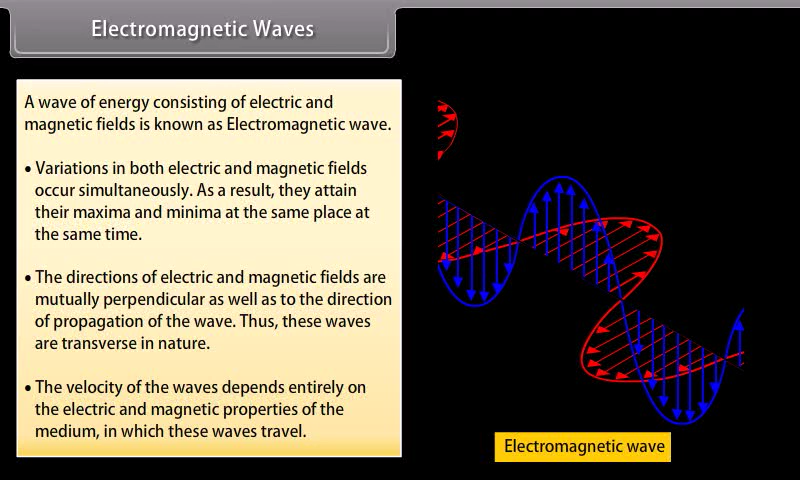 Electromagnetic Waves
A wave of energy consisting of electric and
magnetic fields is known as Electromagnetic wave.
• Variations in both electric and magnetic fields
occur simultaneously. As a result, they attain
their maxima and minima at the same place at
the same time.
• The directions of electric and magnetic fields are
mutually perpendicular as well as to the direction
of propagation of the wave. Thus, these waves
are transverse in nature.
• The velocity of the waves depends entirely on
the electric and magnetic properties of the
medium, in which these waves travel.
Electromagnetic wave